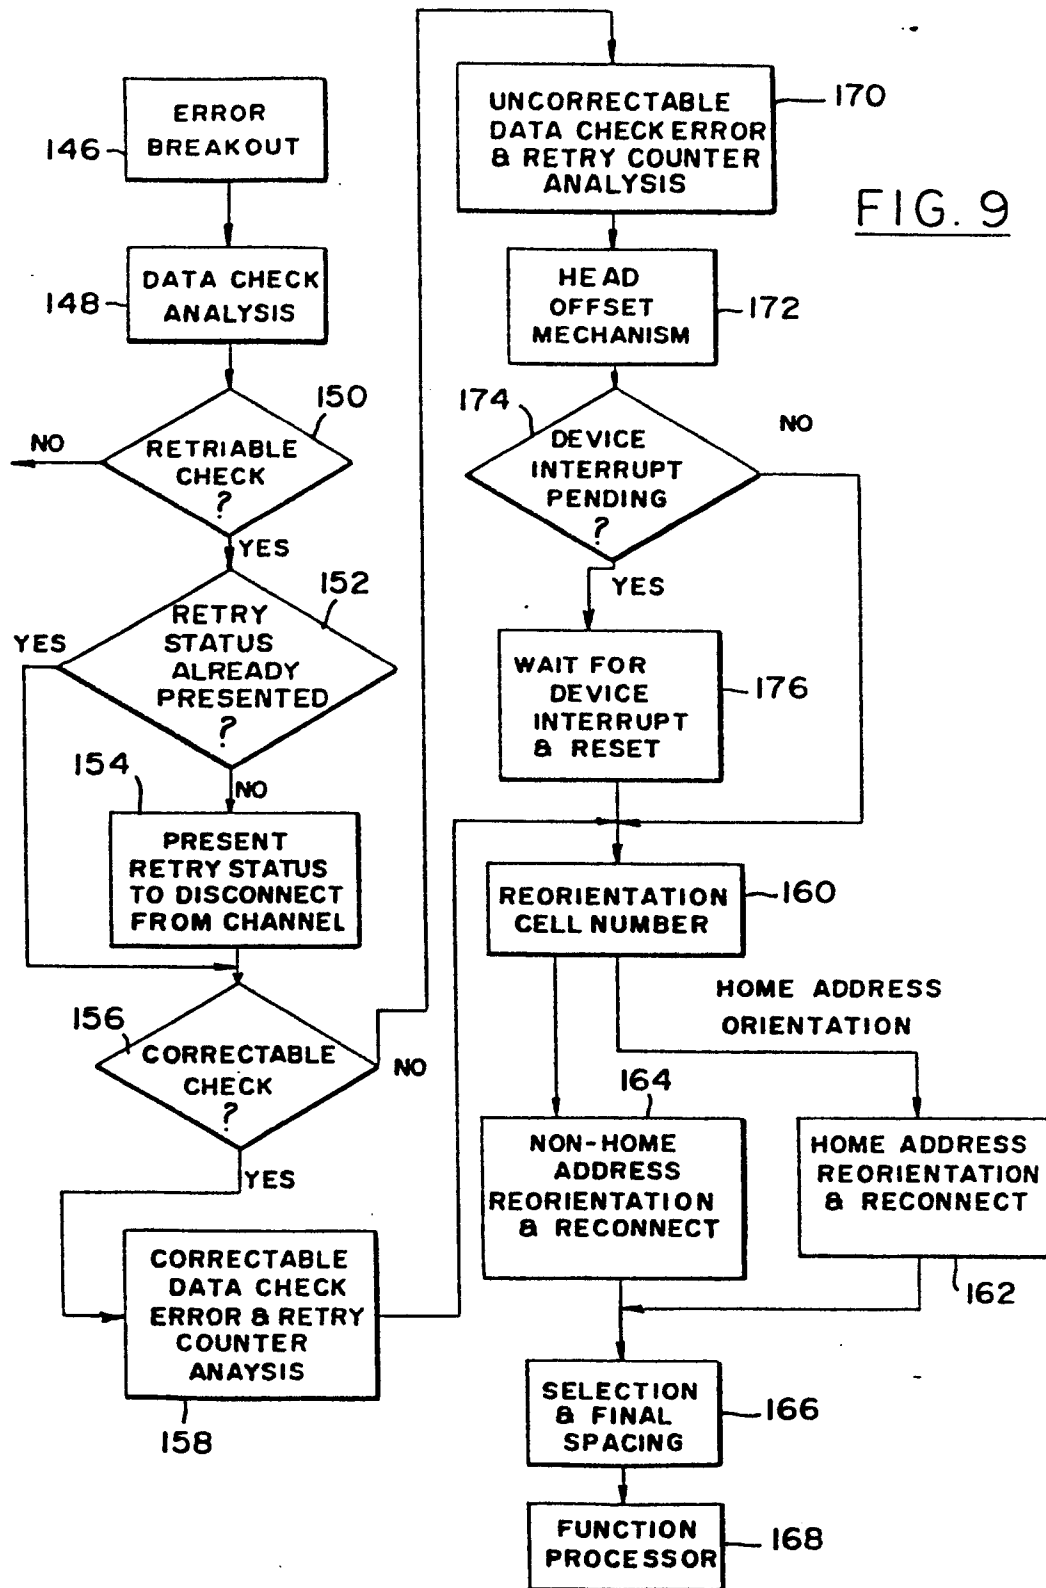 ERROR
BREAKOUT
146
DATA CHECK
ANALYSIS
148
150
RETRIABLE
CHECK
?
NO
YES
152
RETRY
STATUS
ALREADY
PRESENTED
?
YES
NO
154
PRESENT
RETRY STATUS
TO DISCONNECT
FROM CHANNEL
156
CORRECTABLE
CHECK
?
NO
YES
CORRECTABLE
DATA CHECK
ERROR & RETRY
COUNTER
ANAYSIS
158
UNCORRECTABLE
DATA CHECK ERROR
& RETRY COUNTER
ANALYSIS
170
FIG. 9
HEAD
OFFSET
MECHANISM
172
174
DEVICE
INTERRUPT
PENDING
?
NO
YES
WAIT FOR
DEVICE
INTERRUPT
& RESET
176
REORIENTATION
CELL NUMBER
160
HOME ADDRESS
ORIENTATION
164
NON-HOME
ADDRESS
REORIENTATION
& RECONNECT
HOME ADDRESS
REORIENTATION
& RECONNECT
162
SELECTION
& FINAL
SPACING
166
FUNCTION
PROCESSOR
168